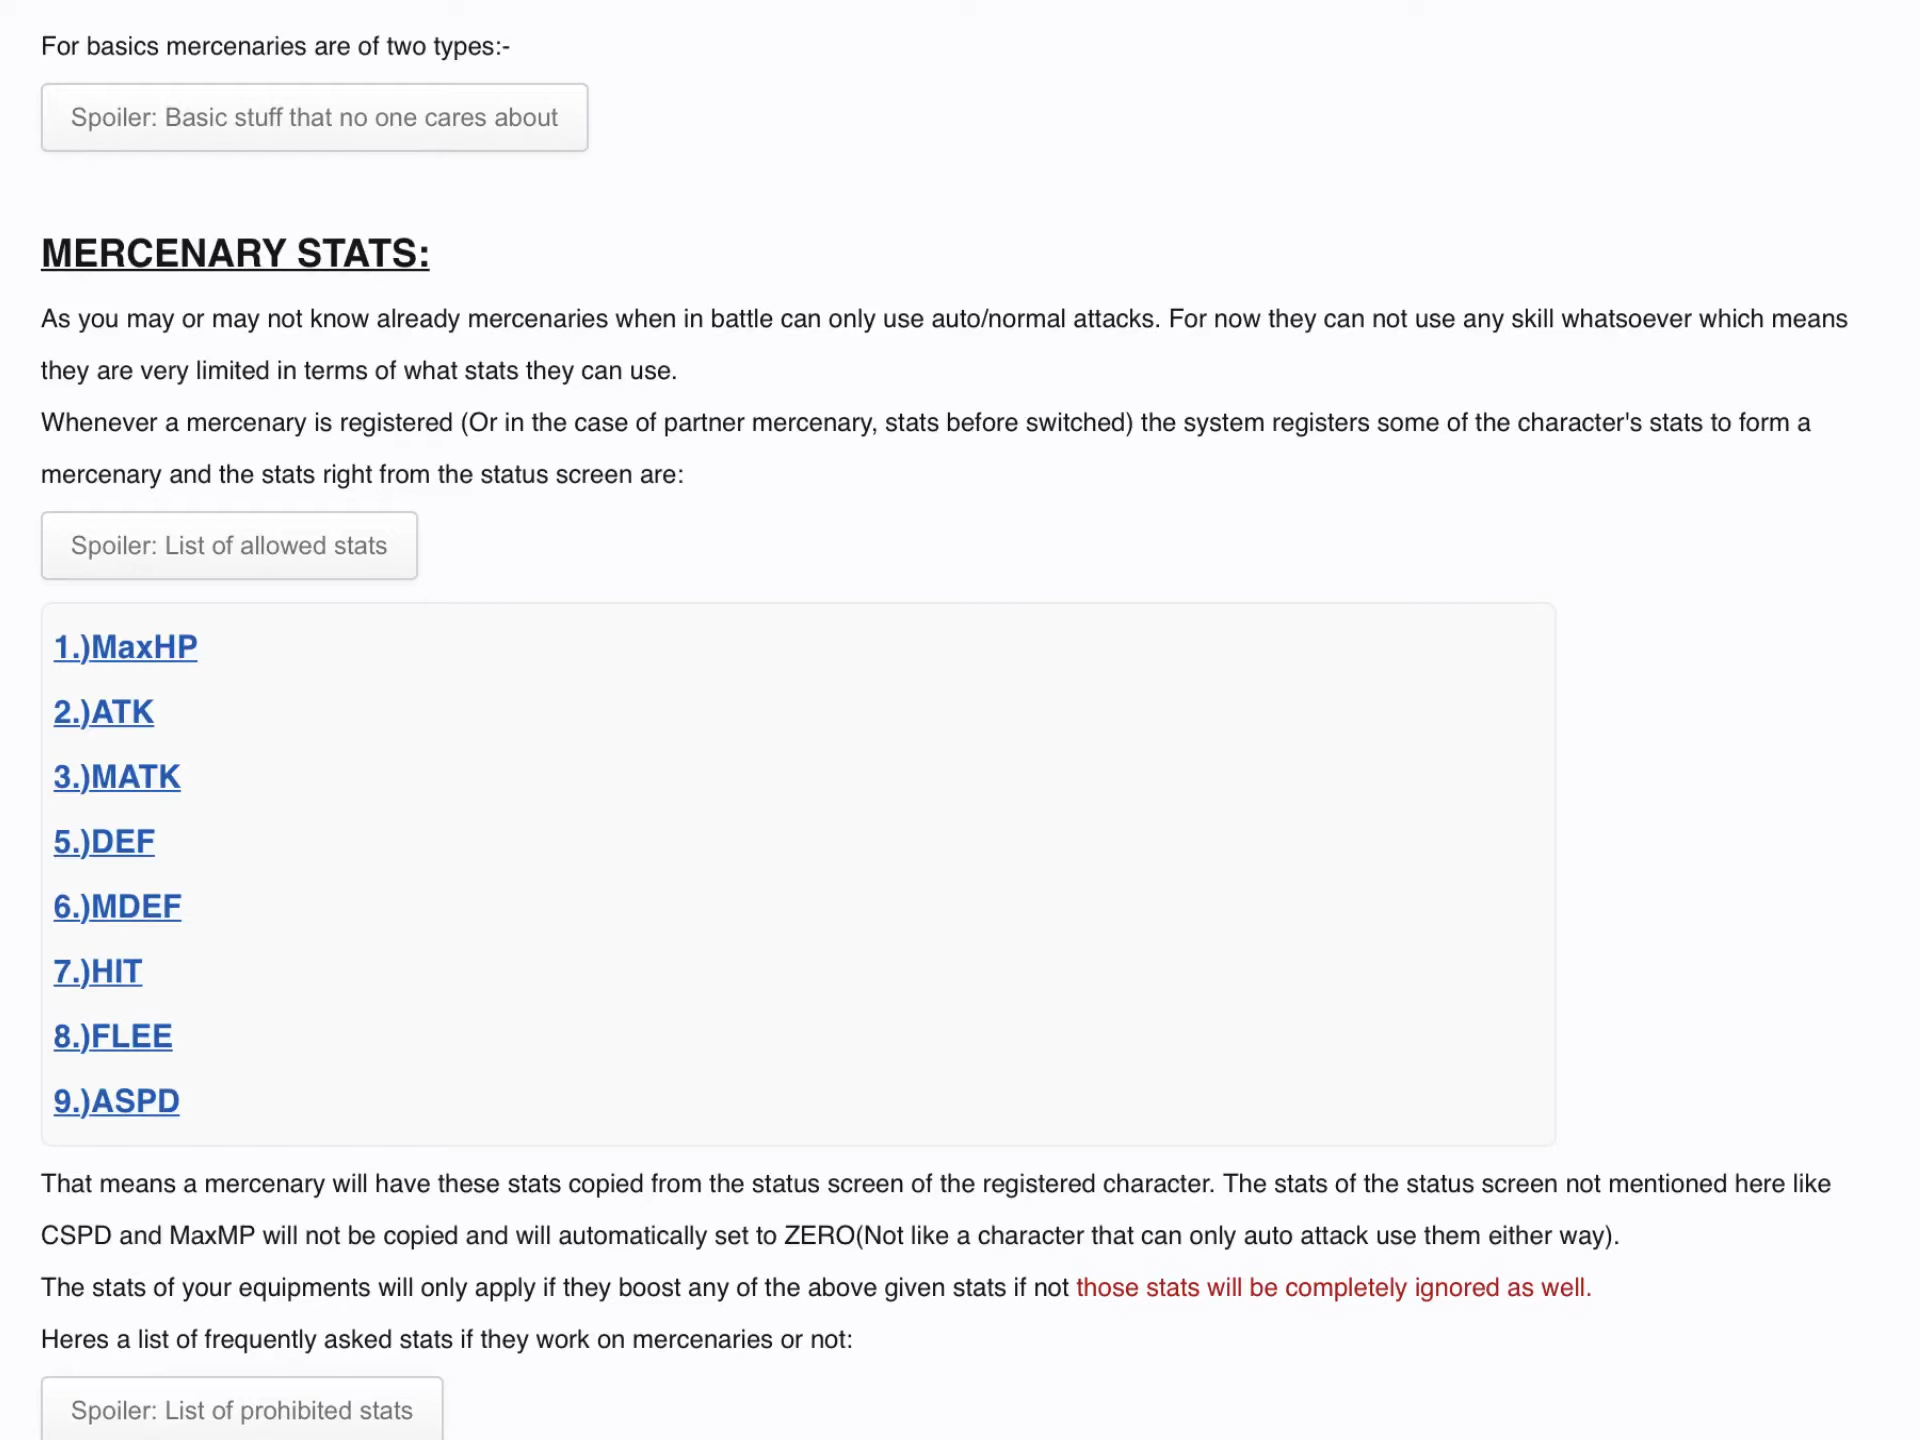 For basics mercenaries are of two types:-
Spoiler: Basic stuff that no one cares about
MERCENARY STATS:
As you may or may not know already mercenaries when in battle can only use auto/normal attacks. For now they can not use any skill whatsoever which means
they are very limited in terms of what stats they can use.
Whenever a mercenary is registered (Or in the case of partner mercenary, stats before switched) the system registers some of the character's stats to form a
mercenary and the stats right from the status screen are:
Spoiler: List of allowed stats
1.)MaxHP
2.)ATK
3.)MATK
5.)DEF
6.)MDEF
7.)HIT
8.)FLEE
9.)ASPD
That means a mercenary will have these stats copied from the status screen of the registered character. The stats of the status screen not mentioned here like
CSPD and MaxMP will not be copied and will automatically set to ZERO(Not like a character that can only auto attack use them either way).
The stats of your equipments will only apply if they boost any of the above given stats if not those stats will be completely ignored as well.
Heres a list of frequently asked stats if they work on mercenaries or not:
Spoiler: List of prohibited stats